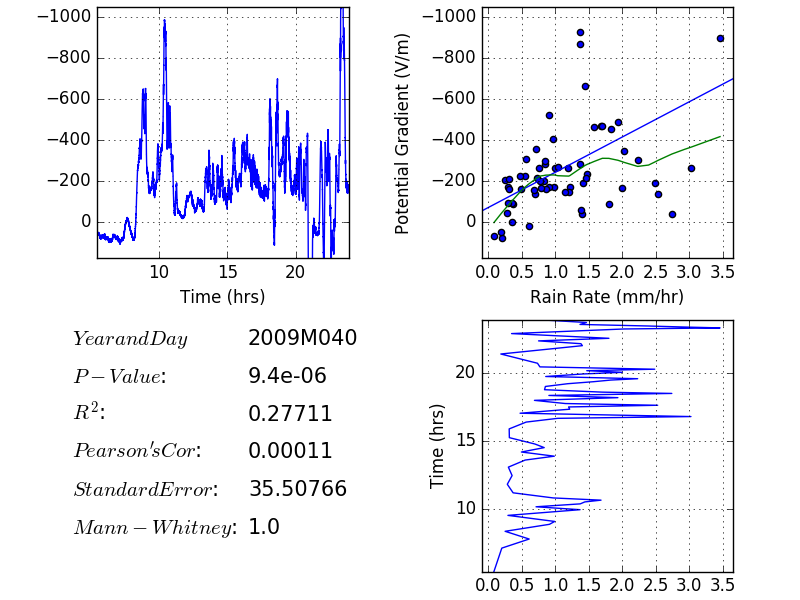 −1000
−800
−600
−400
−200
0
10
15
20
Time (hrs)
−1000
−800
−600
−400
−200
0
Potential Gradient (V/m)
0.0 0.5 1.0 1.5 2.0 2.5 3.0 3.5
Rain Rate (mm/hr)
YearandDay 2009M040
P−Value: 9.4e-06
R²: 0.27711
Pearson'sCor: 0.00011
StandardError: 35.50766
Mann−Whitney: 1.0
20
15
10
Time (hrs)
0.0 0.5 1.0 1.5 2.0 2.5 3.0 3.5